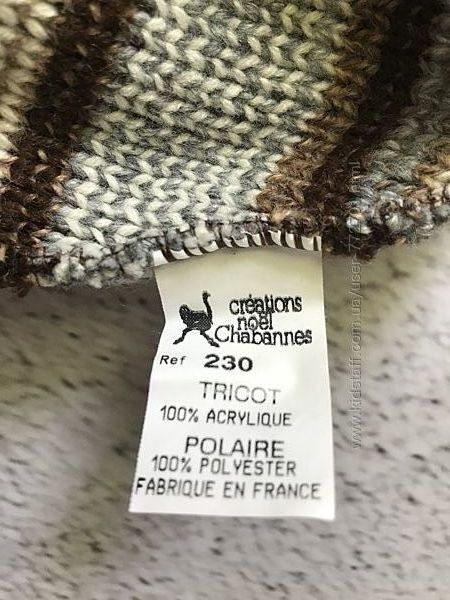 créations
noël
Chabannes
Ref 230
TRICOT
100% ACRYLIQUE
POLAIRE
100% POLYESTER
FABRIQUE EN FRANCE